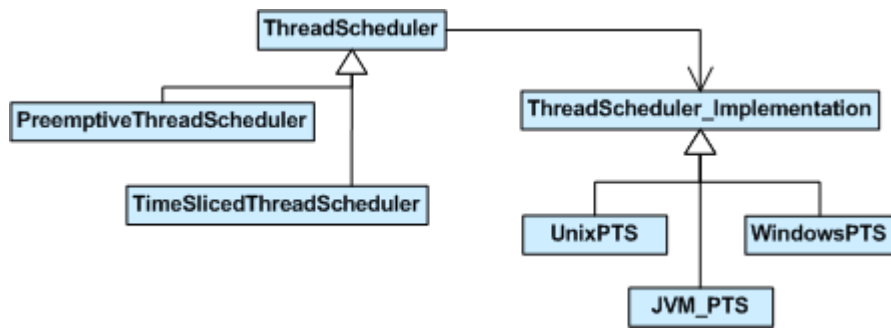 ThreadScheduler
PreemptiveThreadScheduler
ThreadScheduler_Implementation
TimeSlicedThreadScheduler
UnixPTS
WindowsPTS
JVM_PTS